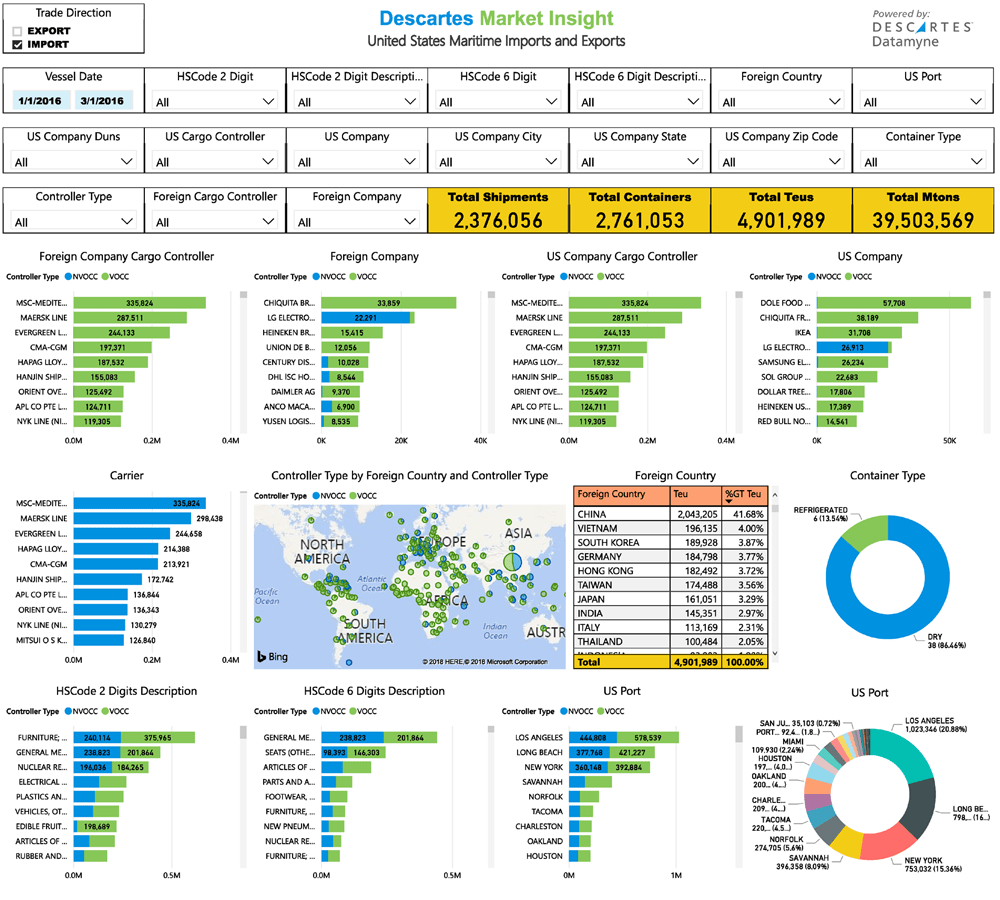 Trade Direction
EXPORT
IMPORT
Descartes Market Insight
United States Maritime Imports and Exports
Powered by:
DESCARTES
Datamyne
Vessel Date
1/1/2016 3/1/2016
HSCode 2 Digit
All
HSCode 2 Digit Descripti...
All
HSCode 6 Digit
All
HSCode 6 Digit Descripti...
All
Foreign Country
All
US Port
All
US Company Duns
All
US Cargo Controller
All
US Company
All
US Company City
All
US Company State
All
US Company Zip Code
All
Container Type
All
Controller Type
All
Foreign Cargo Controller
All
Foreign Company
All
Total Shipments
2,376,056
Total Containers
2,761,053
Total Teus
4,901,989
Total Mtons
39,503,569
Foreign Company Cargo Controller
Controller Type NVOCC VOCC
MSC-MEDITE... 335,824
MAERSK LINE 287,511
EVERGREEN L... 244,133
CMA-CGM 197,371
HAPAG LLOY... 187,532
HANJIN SHIP... 155,083
ORIENT OVE... 125,492
APL CO PTE L... 124,711
NYK LINE (NI... 119,305
0.0M 0.2M 0.4M
Foreign Company
Controller Type NVOCC VOCC
CHIQUITA BR... 33,859
LG ELECTRO... 22,291
HEINEKEN BR... 15,415
UNION DE B... 12,056
CENTURY DIS... 10,028
DHL ISC HO... 8,544
DAIMLER AG 9,370
ANCO MACA... 6,900
YUSEN LOGIS... 8,535
0K 20K 40K
US Company Cargo Controller
Controller Type NVOCC VOCC
MSC-MEDITE... 335,824
MAERSK LINE 287,511
EVERGREEN L... 244,133
CMA-CGM 197,371
HAPAG LLOY... 187,532
HANJIN SHIP... 155,083
ORIENT OVE... 125,492
APL CO PTE L... 124,711
NYK LINE (NI... 119,305
0.0M 0.2M 0.4M
US Company
Controller Type NVOCC VOCC
DOLE FOOD ... 57,708
CHIQUITA FR... 38,189
IKEA 31,708
LG ELECTRO... 26,913
SAMSUNG EL... 26,234
SOL GROUP ... 22,683
DOLLAR TREE... 17,806
HEINEKEN US... 17,389
RED BULL NO... 14,541
0K 50K
Carrier
MSC-MEDITE... 335,824
MAERSK LINE 298,438
EVERGREEN L... 244,658
HAPAG LLOY... 214,388
CMA-CGM 213,921
HANJIN SHIP... 172,742
APL CO PTE L... 136,844
ORIENT OVE... 136,343
NYK LINE (NI... 130,279
MITSUI O S K... 126,840
0.0M 0.2M 0.4M
Controller Type by Foreign Country and Controller Type
Controller Type NVOCC VOCC
NORTH
AMERICA
EUROPE
ASIA
Pacific
Ocean
Atlantic
Ocean
AFRICA
SOUTH
AMERICA
Indian
Ocean
AUSTR
Bing
© 2018 HERE, © 2018 Microsoft Corporation
Foreign Country
Foreign Country Teu %GT Teu
CHINA 2,043,205 41.68%
VIETNAM 196,135 4.00%
SOUTH KOREA 189,928 3.87%
GERMANY 184,798 3.77%
HONG KONG 182,492 3.72%
TAIWAN 174,488 3.56%
JAPAN 161,051 3.29%
INDIA 145,351 2.97%
ITALY 113,169 2.31%
THAILAND 100,484 2.05%
Total 4,901,989 100.00%
Container Type
REFRIGERATED
6 (13.54%)
DRY
38 (86.46%)
HSCode 2 Digits Description
Controller Type NVOCC VOCC
FURNITURE; ... 240,114 375,965
GENERAL ME... 238,823 201,864
NUCLEAR RE... 196,036 184,265
ELECTRICAL ...
PLASTICS AN...
VEHICLES, OT...
EDIBLE FRUIT... 198,689
ARTICLES OF ...
RUBBER AND...
0.0M 0.5M
HSCode 6 Digits Description
Controller Type NVOCC VOCC
GENERAL ME... 238,823 201,864
SEATS (OTHE... 98,393 146,303
ARTICLES OF ...
PARTS AND A...
FOOTWEAR, ...
FURNITURE, ...
NEW PNEUM...
NUCLEAR RE...
FURNITURE; ...
0.0M 0.5M
US Port
Controller Type NVOCC VOCC
LOS ANGELES 444,808 578,539
LONG BEACH 377,768 421,227
NEW YORK 360,148 392,884
SAVANNAH
NORFOLK
TACOMA
CHARLESTON
OAKLAND
HOUSTON
0M 1M
US Port
SAN JU... 35,103 (0.72%)
PORT... 92,4... (1.8...)
MIAMI
109,930 (2.24%)
HOUSTON
197,... (4,0...)
OAKLAND
200... (4...)
CHARLE...
209... (4...)
TACOMA
220,... (4.5...)
NORFOLK
274,705 (5.6%)
SAVANNAH
396,358 (8.09%)
LOS ANGELES
1,023,346 (20.88%)
LONG BE...
798,... (16...)
NEW YORK
753,032 (15.36%)